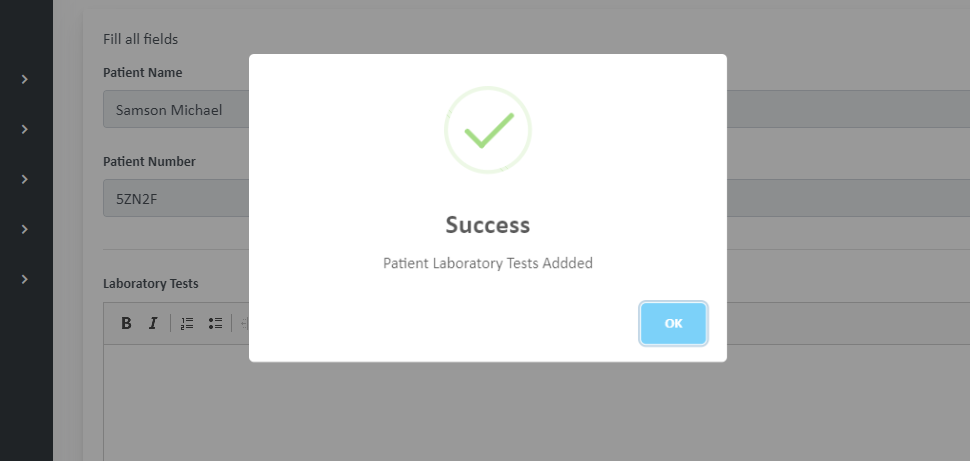 Fill all fields
Patient Name
Samson Michael
Patient Number
5ZN2F
Success
Patient Laboratory Tests Addded
OK
Laboratory Tests
B I